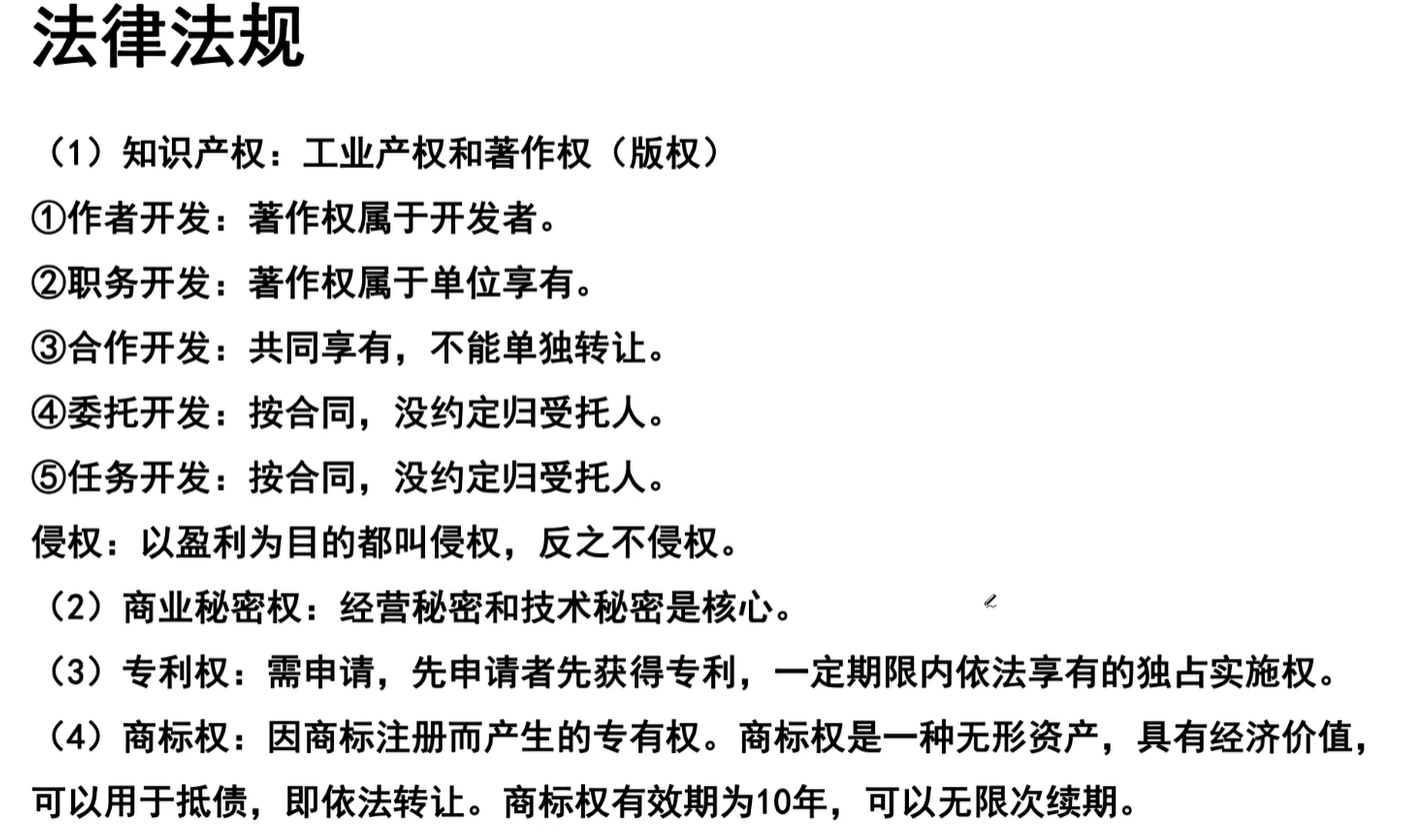 法律法规
（1）知识产权：工业产权和著作权（版权）
①作者开发：著作权属于开发者。
②职务开发：著作权属于单位享有。
③合作开发：共同享有，不能单独转让。
④委托开发：按合同，没约定归受托人。
⑤任务开发：按合同，没约定归受托人。
侵权：以盈利为目的都叫侵权，反之不侵权。
（2）商业秘密权：经营秘密和技术秘密是核心。
（3）专利权：需申请，先申请者先获得专利，一定期限内依法享有的独占实施权。
（4）商标权：因商标注册而产生的专有权。商标权是一种无形资产，具有经济价值，
可以用于抵债，即依法转让。商标权有效期为10年，可以无限次续期。